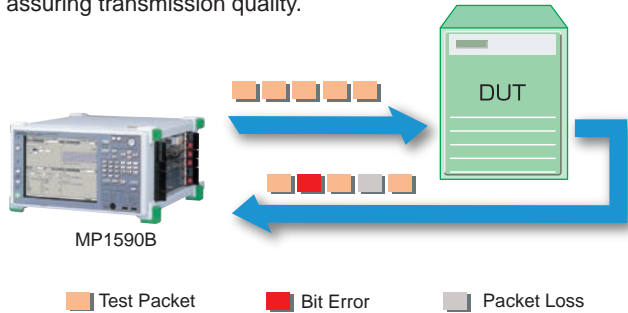 assuring transmission quality.
DUT
MP1590B
Test Packet
Bit Error
Packet Loss